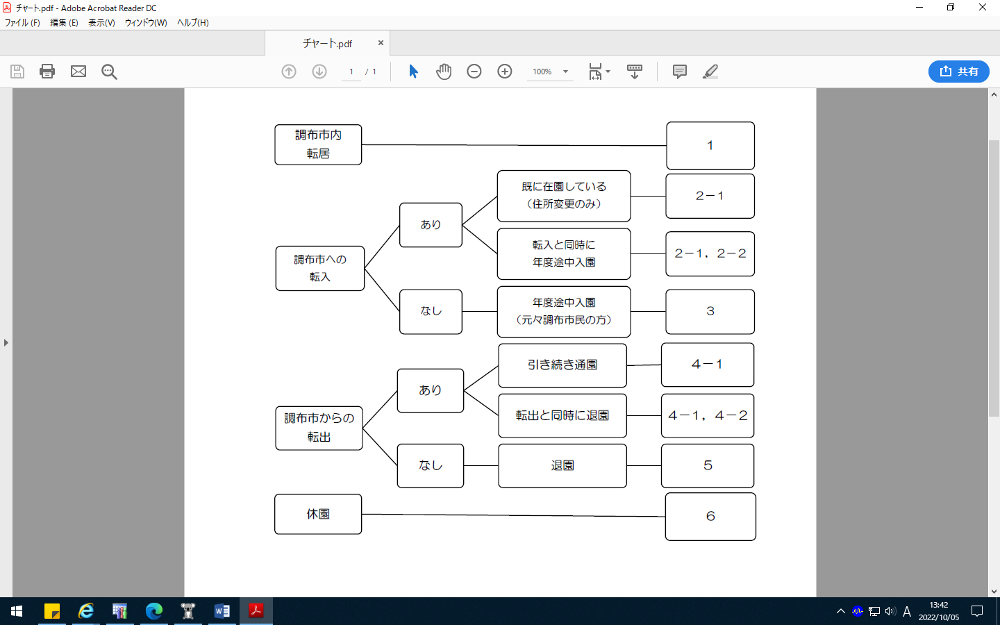 チャート.pdf - Adobe Acrobat Reader DC
ファイル(F) 編集(E) 表示(V) ウィンドウ(W) ヘルプ(H)
チャート.pdf ×
1 / 1 100% 共有
調布市内
転居
1
調布市への
転入
あり
既に在園している
（住所変更のみ）
２－１
転入と同時に
年度途中入園
２－１，２－２
なし
年度途中入園
（元々調布市民の方）
３
調布市からの
転出
あり
引き続き通園
４－１
転出と同時に退園
４－１，４－２
なし
退園
５
休園
６
A
13:42
2022/10/05